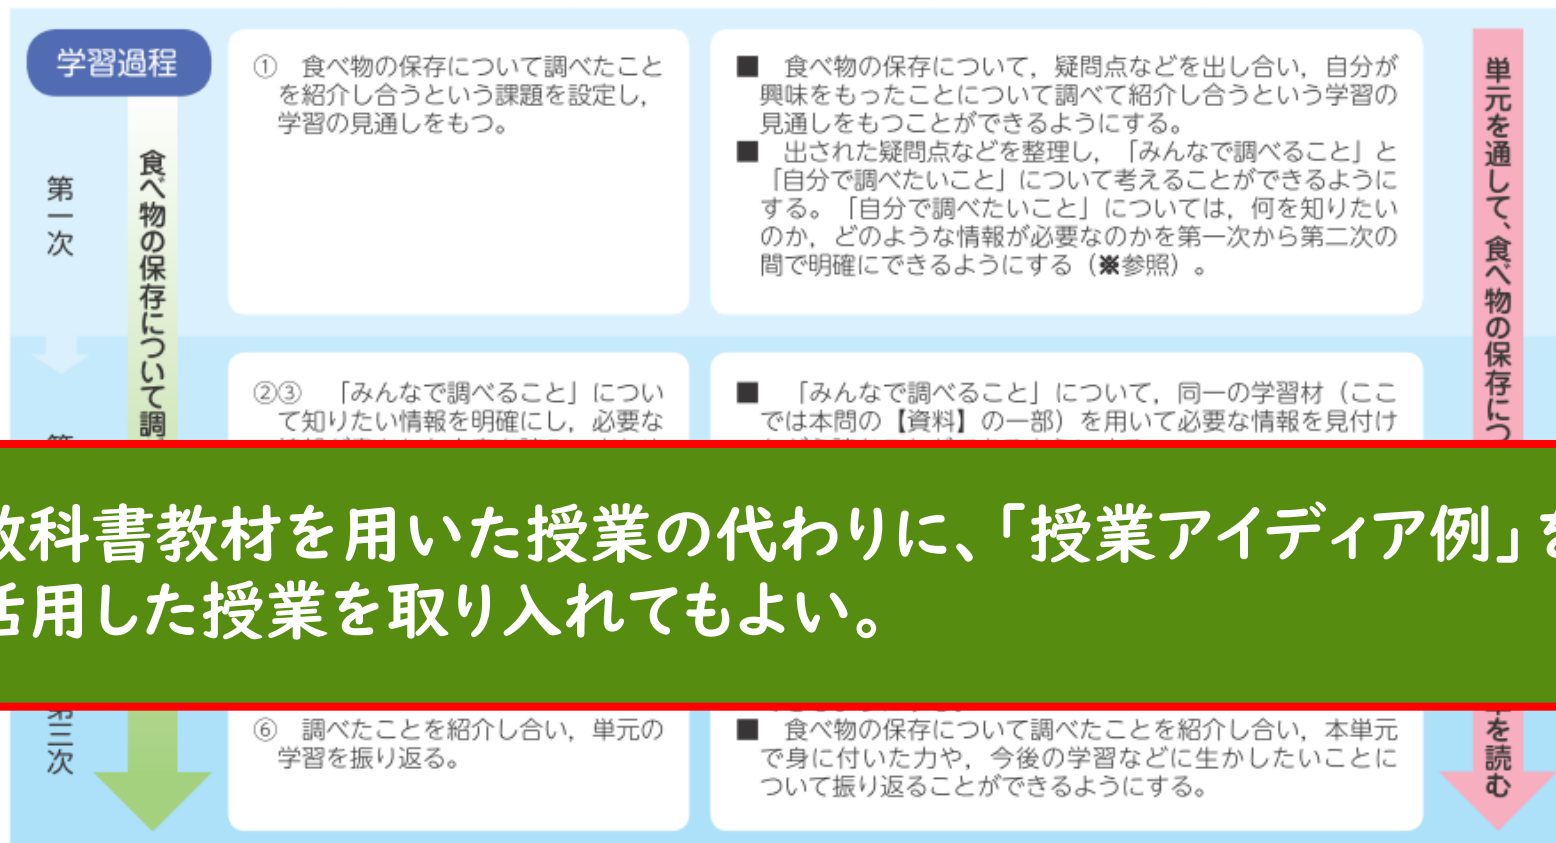 学習過程
第一次
食べ物の保存について調
① 食べ物の保存について調べたこと
を紹介し合うという課題を設定し，
学習の見通しをもつ。
■ 食べ物の保存について，疑問点などを出し合い，自分が
興味をもったことについて調べて紹介し合うという学習の
見通しをもつことができるようにする。
■ 出された疑問点などを整理し，「みんなで調べること」と
「自分で調べたいこと」について考えることができるように
する。「自分で調べたいこと」については，何を知りたい
のか，どのような情報が必要なのかを第一次から第二次の
間で明確にできるようにする（※参照）。
単元を通して、食べ物の保存につ
②③ 「みんなで調べること」につい
て知りたい情報を明確にし，必要な
■ 「みんなで調べること」について，同一の学習材（ここ
では本問の【資料】の一部）を用いて必要な情報を見付け
教科書教材を用いた授業の代わりに、「授業アイディア例」を
活用した授業を取り入れてもよい。
第三次
⑥ 調べたことを紹介し合い，単元の
学習を振り返る。
■ 食べ物の保存について調べたことを紹介し合い，本単元
で身に付いた力や，今後の学習などに生かしたいことに
ついて振り返ることができるようにする。
を読む